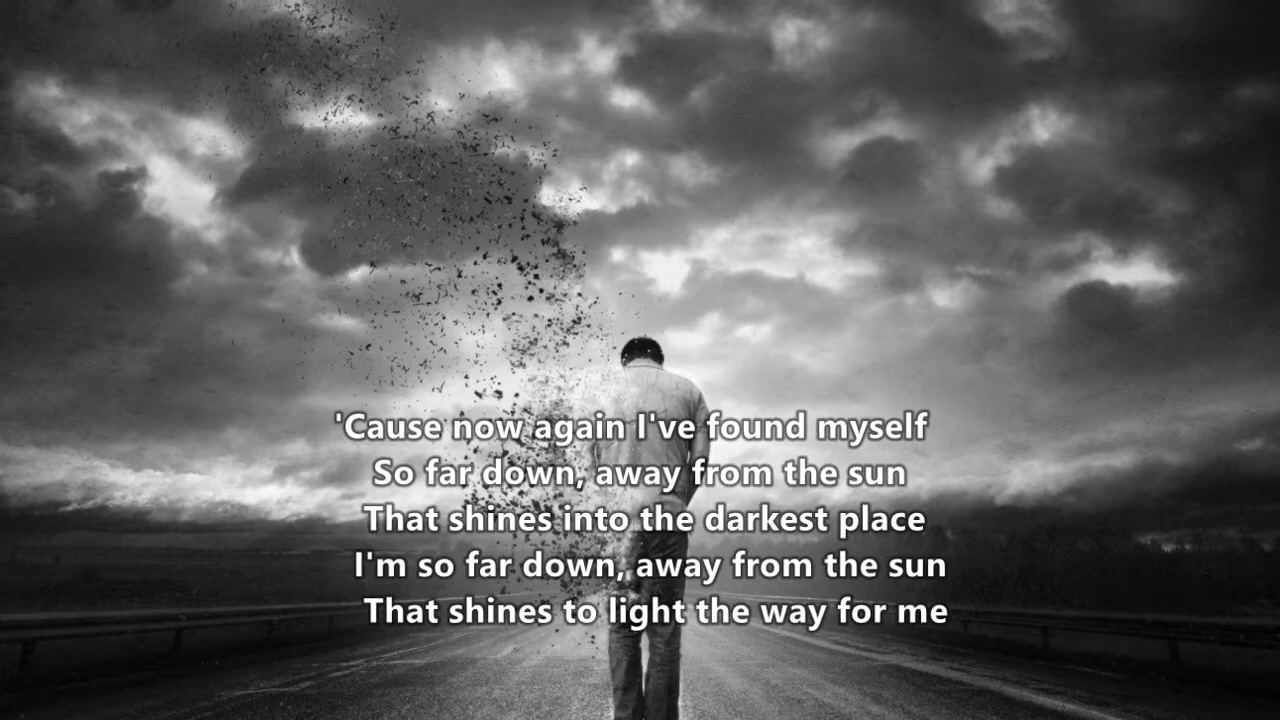 'Cause now again I've found myself
So far down, away from the sun
That shines into the darkest place
I'm so far down, away from the sun
That shines to light the way for me